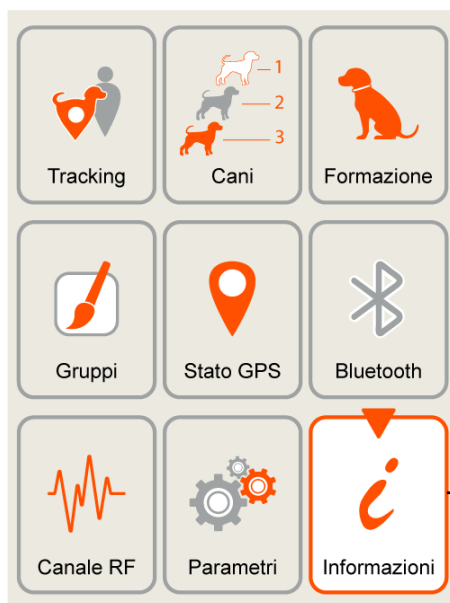 1
2
3
Tracking
Cani
Formazione
Gruppi
Stato GPS
Bluetooth
i
Canale RF
Parametri
Informazioni